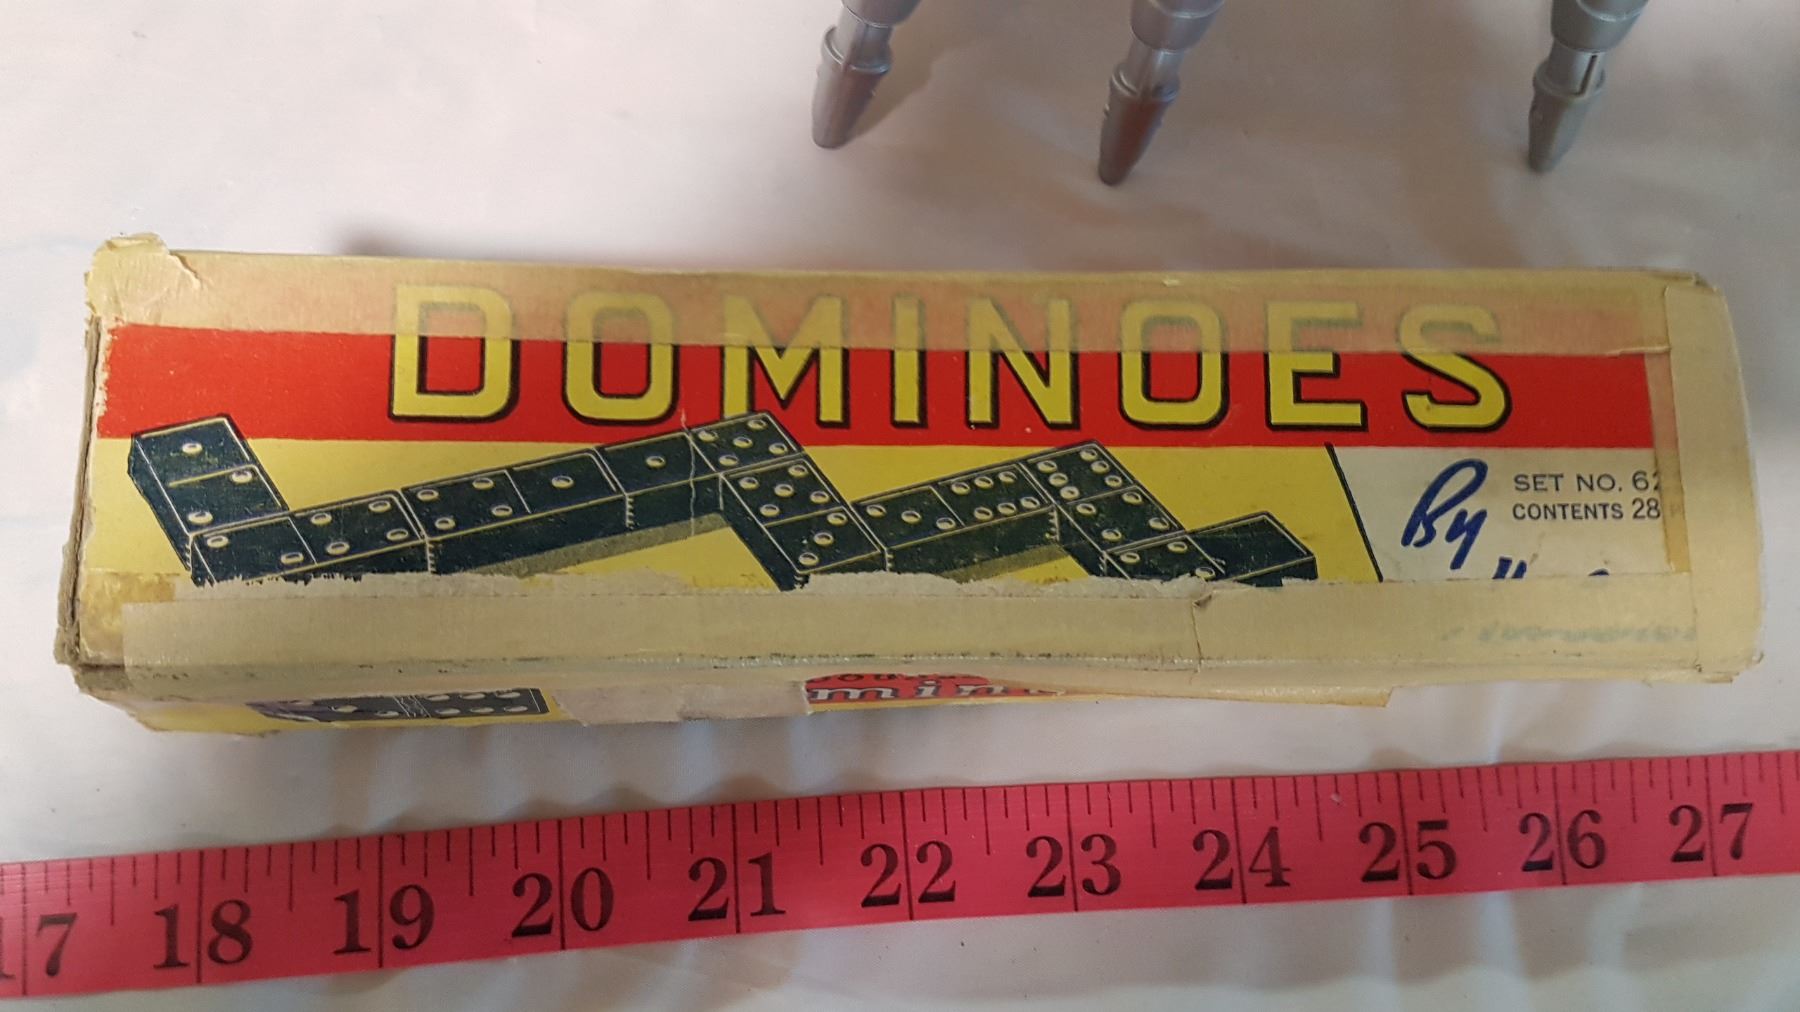 DOMINOES
SET NO. 62
CONTENTS 28
By
17 18 19 20 21 22 23 24 25 26 27